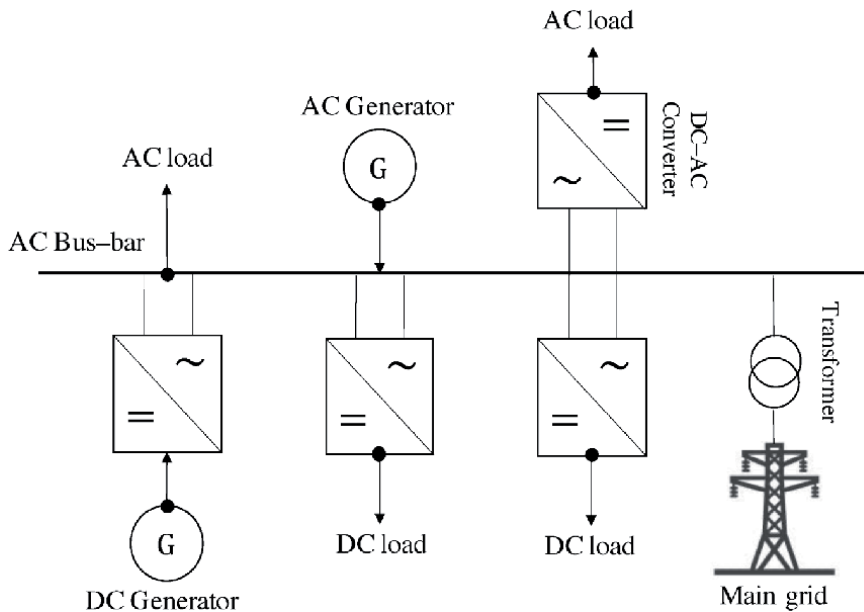 AC load
AC Generator
G
=
~
DC–AC
Converter
AC load
AC Bus–bar
~
=
~
=
~
=
Transformer
G
DC load
DC load
DC Generator
Main grid